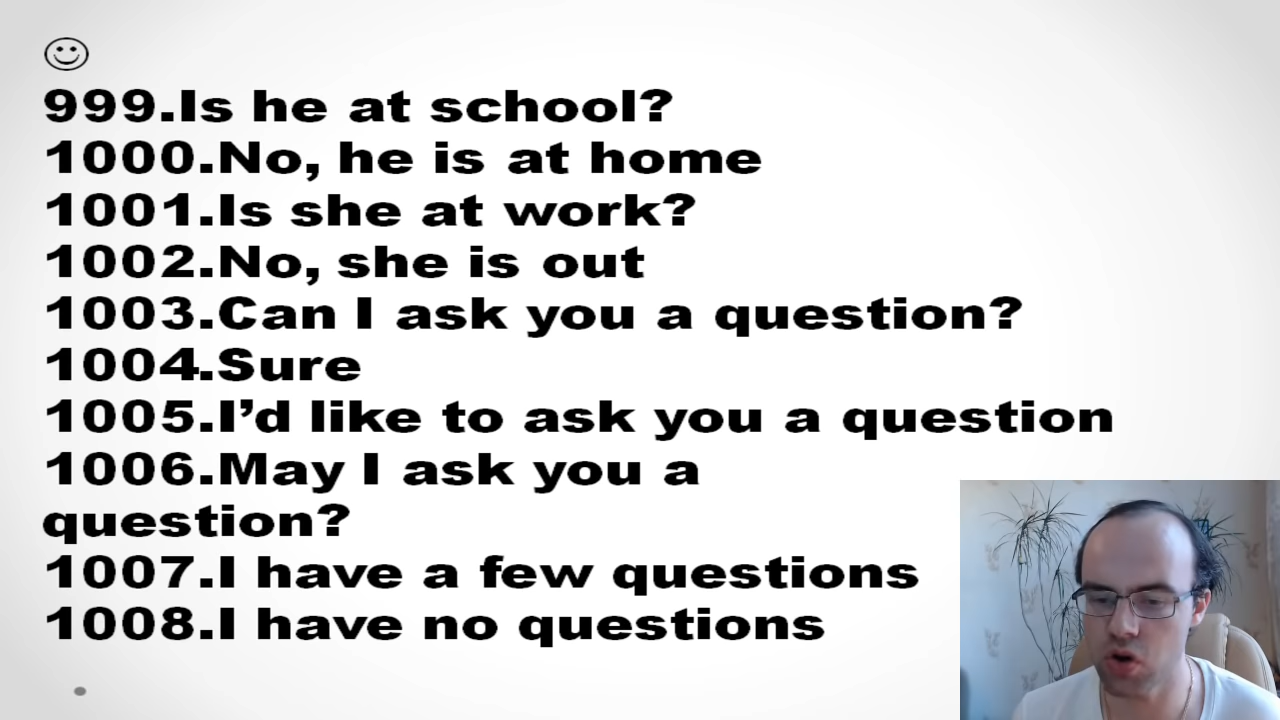 ☺
999.Is he at school?
1000.No, he is at home
1001.Is she at work?
1002.No, she is out
1003.Can I ask you a question?
1004.Sure
1005.I’d like to ask you a question
1006.May I ask you a
question?
1007.I have a few questions
1008.I have no questions